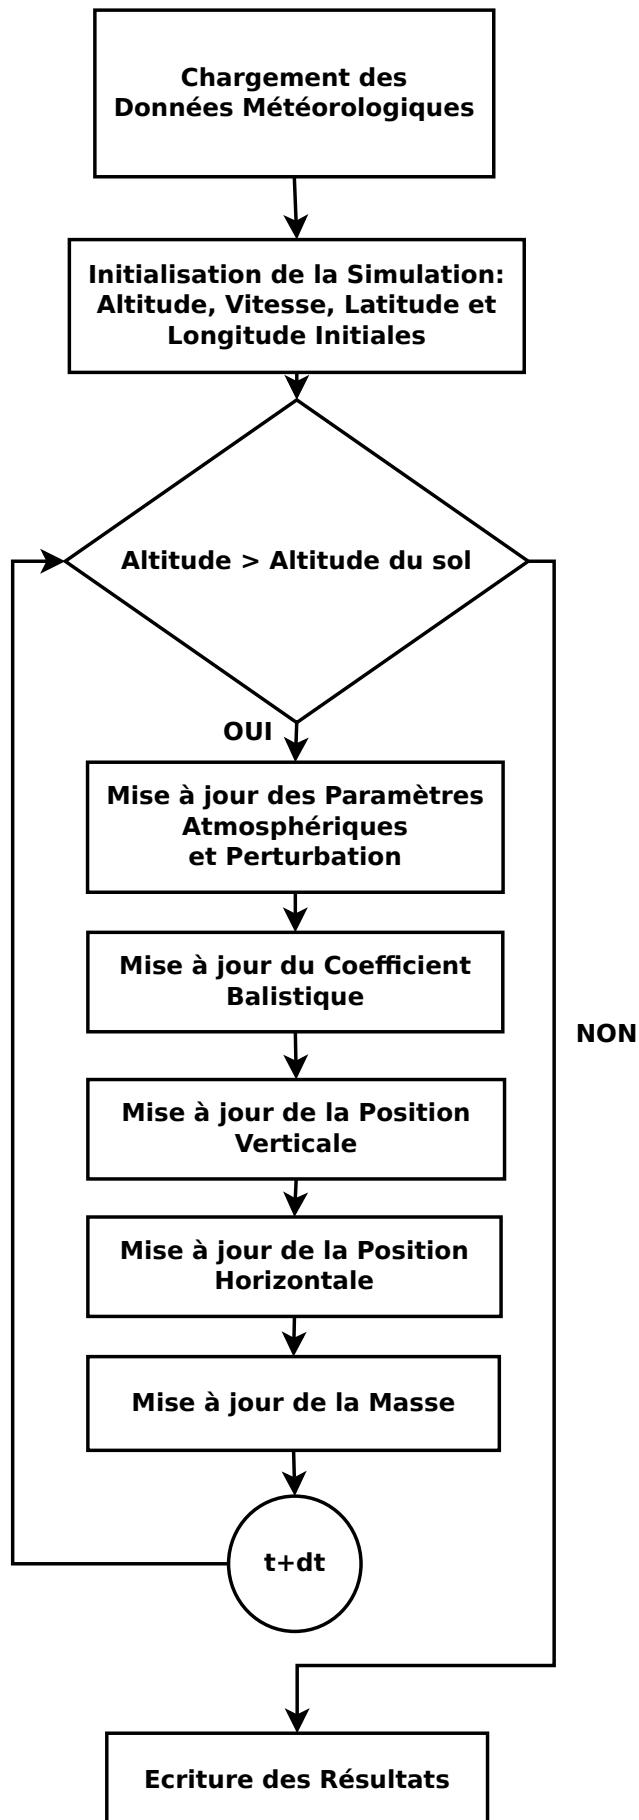 Chargement des
Données Météorologiques
Initialisation de la Simulation:
Altitude, Vitesse, Latitude et
Longitude Initiales
Altitude > Altitude du sol
OUI
Mise à jour des Paramètres
Atmosphériques
et Perturbation
Mise à jour du Coefficient
Balistique
NON
Mise à jour de la Position
Verticale
Mise à jour de la Position
Horizontale
Mise à jour de la Masse
t+dt
Ecriture des Résultats